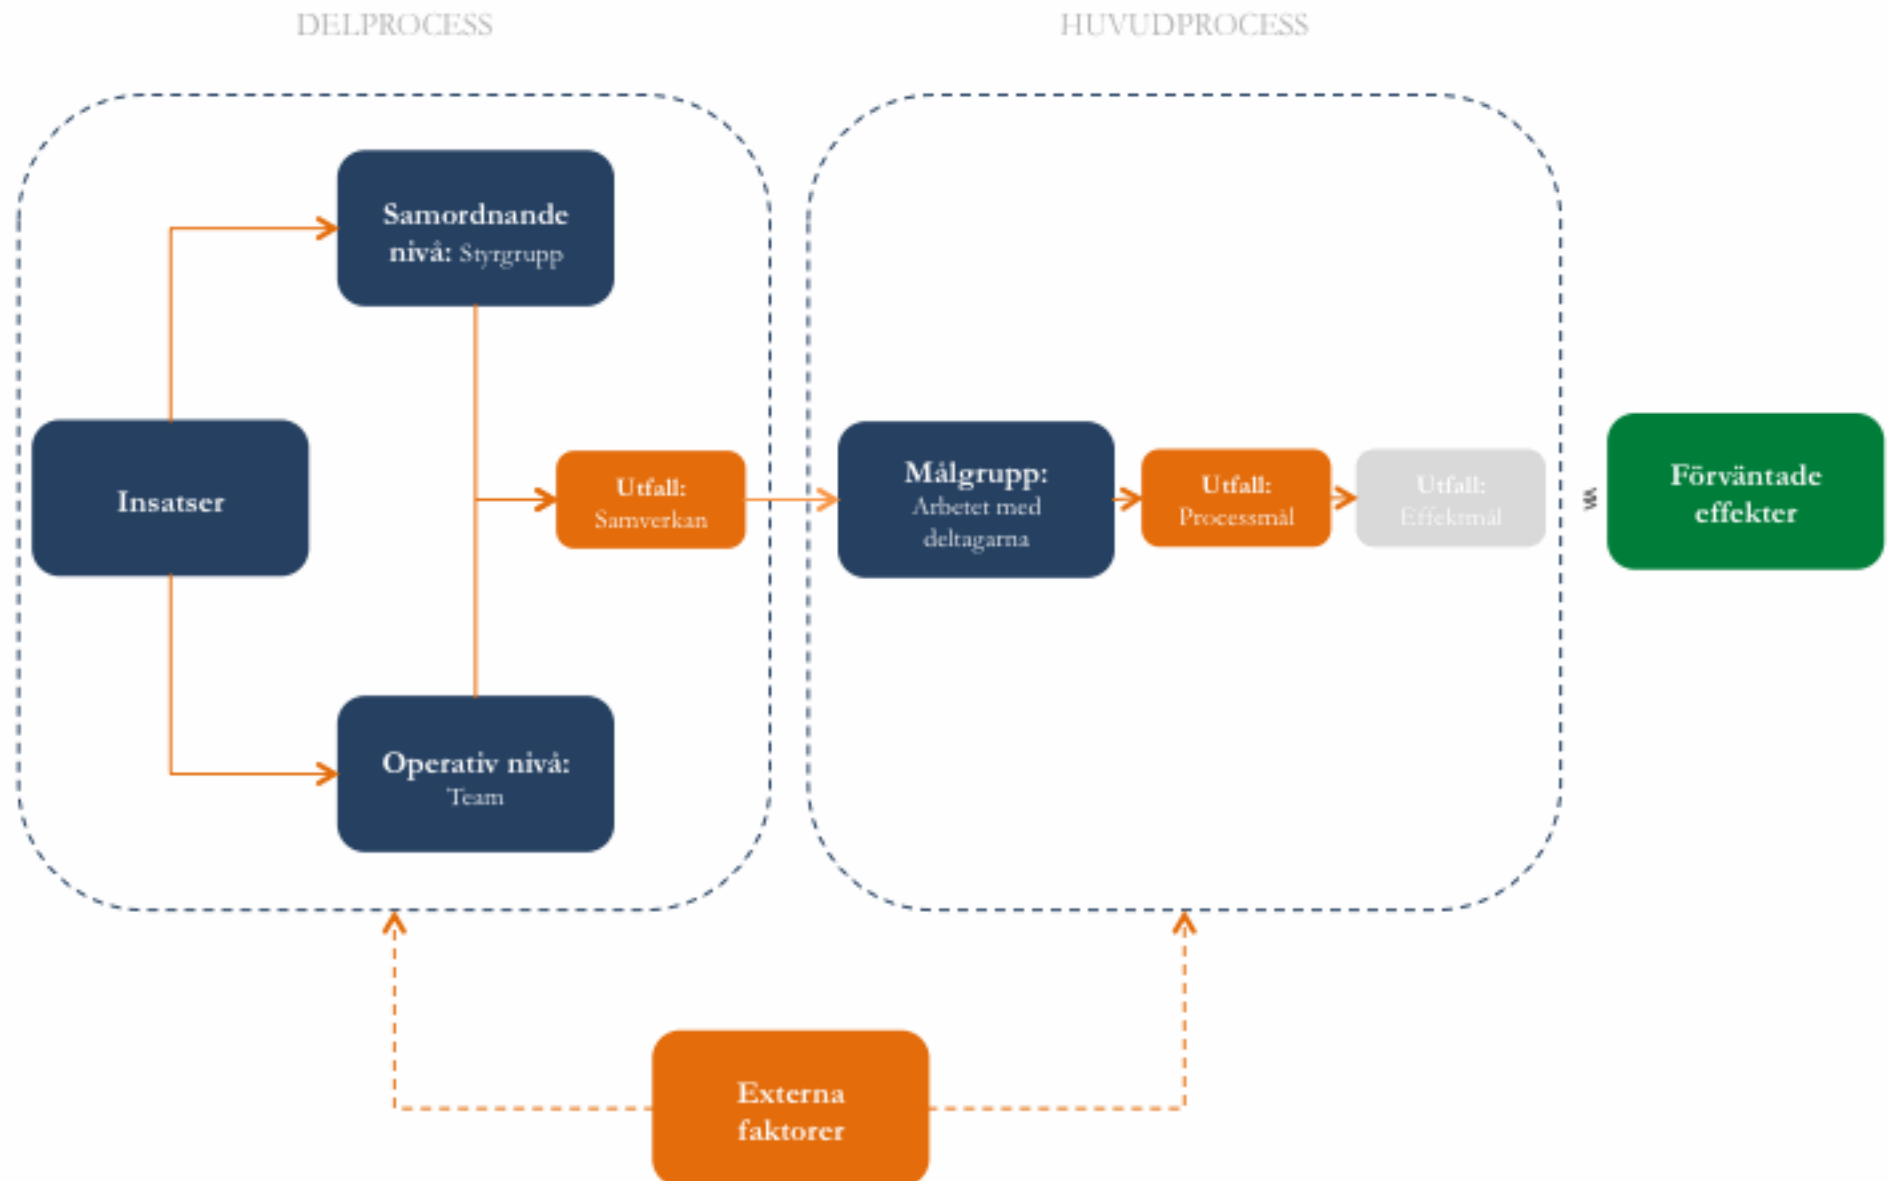 DELPROCESS
HUVUDPROCESS
Samordnande
nivå: Styrgrupp
Insatser
Utfall:
Samverkan
Operativ nivå:
Team
Målgrupp:
Arbetet med
deltagarna
Utfall:
Processmål
Utfall:
Effektmål
Förväntade
effekter
Externa
faktorer